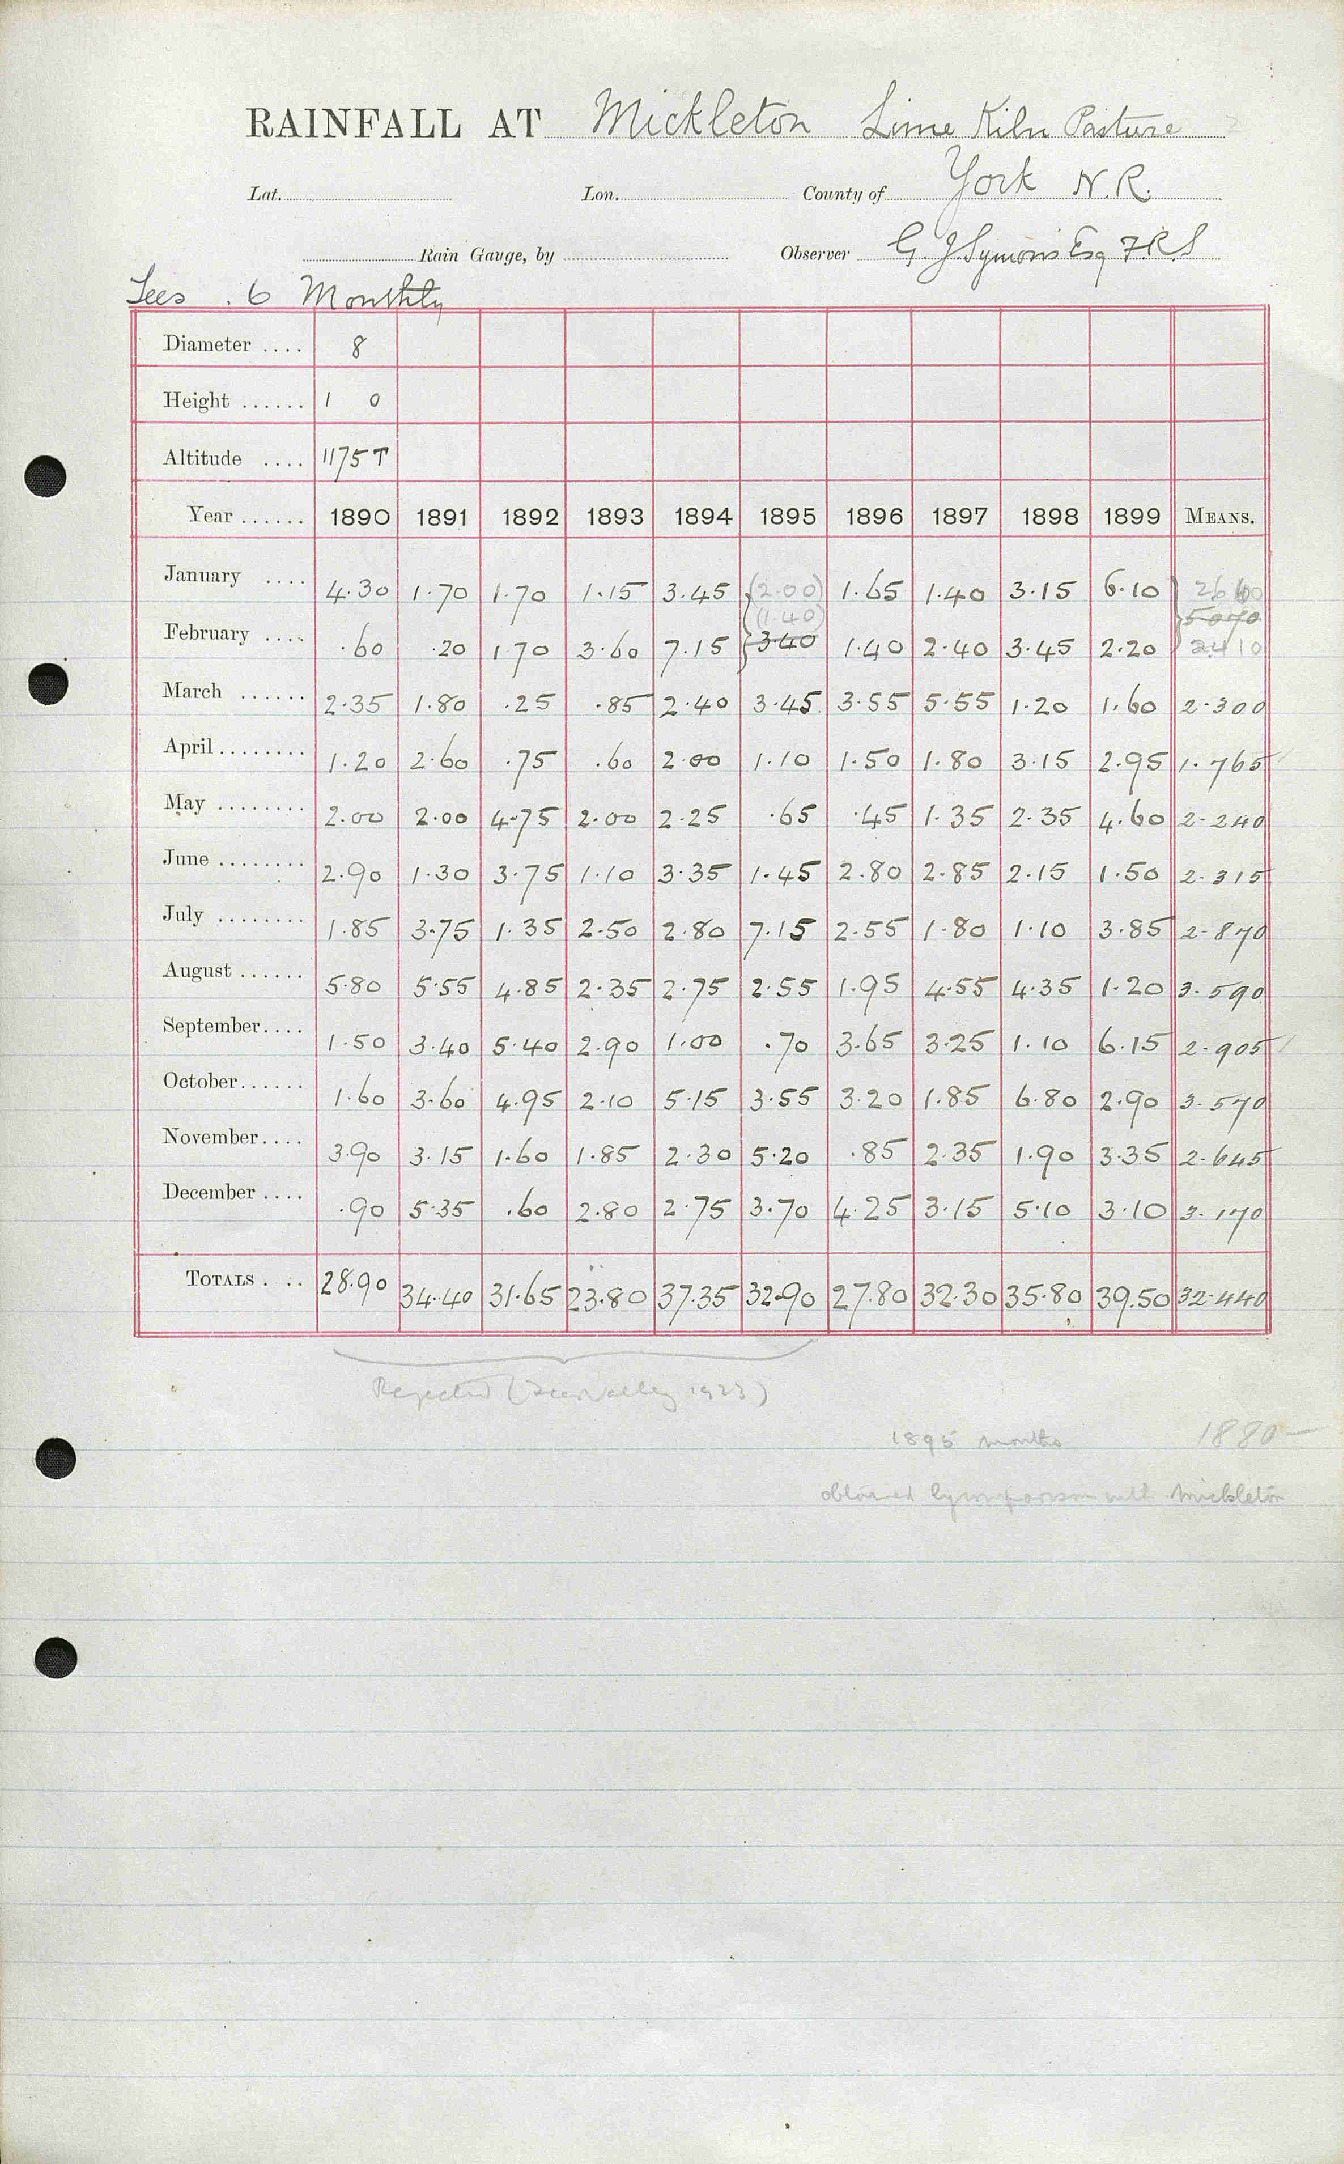 RAINFALL AT Mickleton Lime Kiln Pasture
Lat. Lon. County of York N.R.
Rain Gauge, by Observer G J Symons Esq F.R.S
Tees . 6 Monthly
Diameter .... 8
Height ...... 1 0
Altitude .... 1175 T
Year ...... 1890 1891 1892 1893 1894 1895 1896 1897 1898 1899 MEANS.
January .... 4.30 1.70 1.70 1.15 3.45 (2.00) 1.65 1.40 3.15 6.10 2660
(1.40) 5.070
February .... .60 .20 1.70 3.60 7.15 3.40 1.40 2.40 3.45 2.20 2410
March ...... 2.35 1.80 .25 .85 2.40 3.45 3.55 5.55 1.20 1.60 2.300
April ........ 1.20 2.60 .75 .60 2.00 1.10 1.50 1.80 3.15 2.95 1.765
May ........ 2.00 2.00 4.75 2.00 2.25 .65 .45 1.35 2.35 4.60 2.240
June ........ 2.90 1.30 3.75 1.10 3.35 1.45 2.80 2.85 2.15 1.50 2.315
July ........ 1.85 3.75 1.35 2.50 2.80 7.15 2.55 1.80 1.10 3.85 2.870
August ...... 5.80 5.55 4.85 2.35 2.75 2.55 1.95 4.55 4.35 1.20 3.590
September.... 1.50 3.40 5.40 2.90 1.00 .70 3.65 3.25 1.10 6.15 2.905
October...... 1.60 3.60 4.95 2.10 5.15 3.55 3.20 1.85 6.80 2.90 3.570
November.... 3.90 3.15 1.60 1.85 2.30 5.20 .85 2.35 1.90 3.35 2.645
December .... .90 5.35 .60 2.80 2.75 3.70 4.25 3.15 5.10 3.10 3.170
TOTALS . .. 28.90 34.40 31.65 23.80 37.35 32.90 27.80 32.30 35.80 39.50 32.440
Rejected (Tees Valley 1923)
1895 months 1880–
obtained by comparison with Mickleton